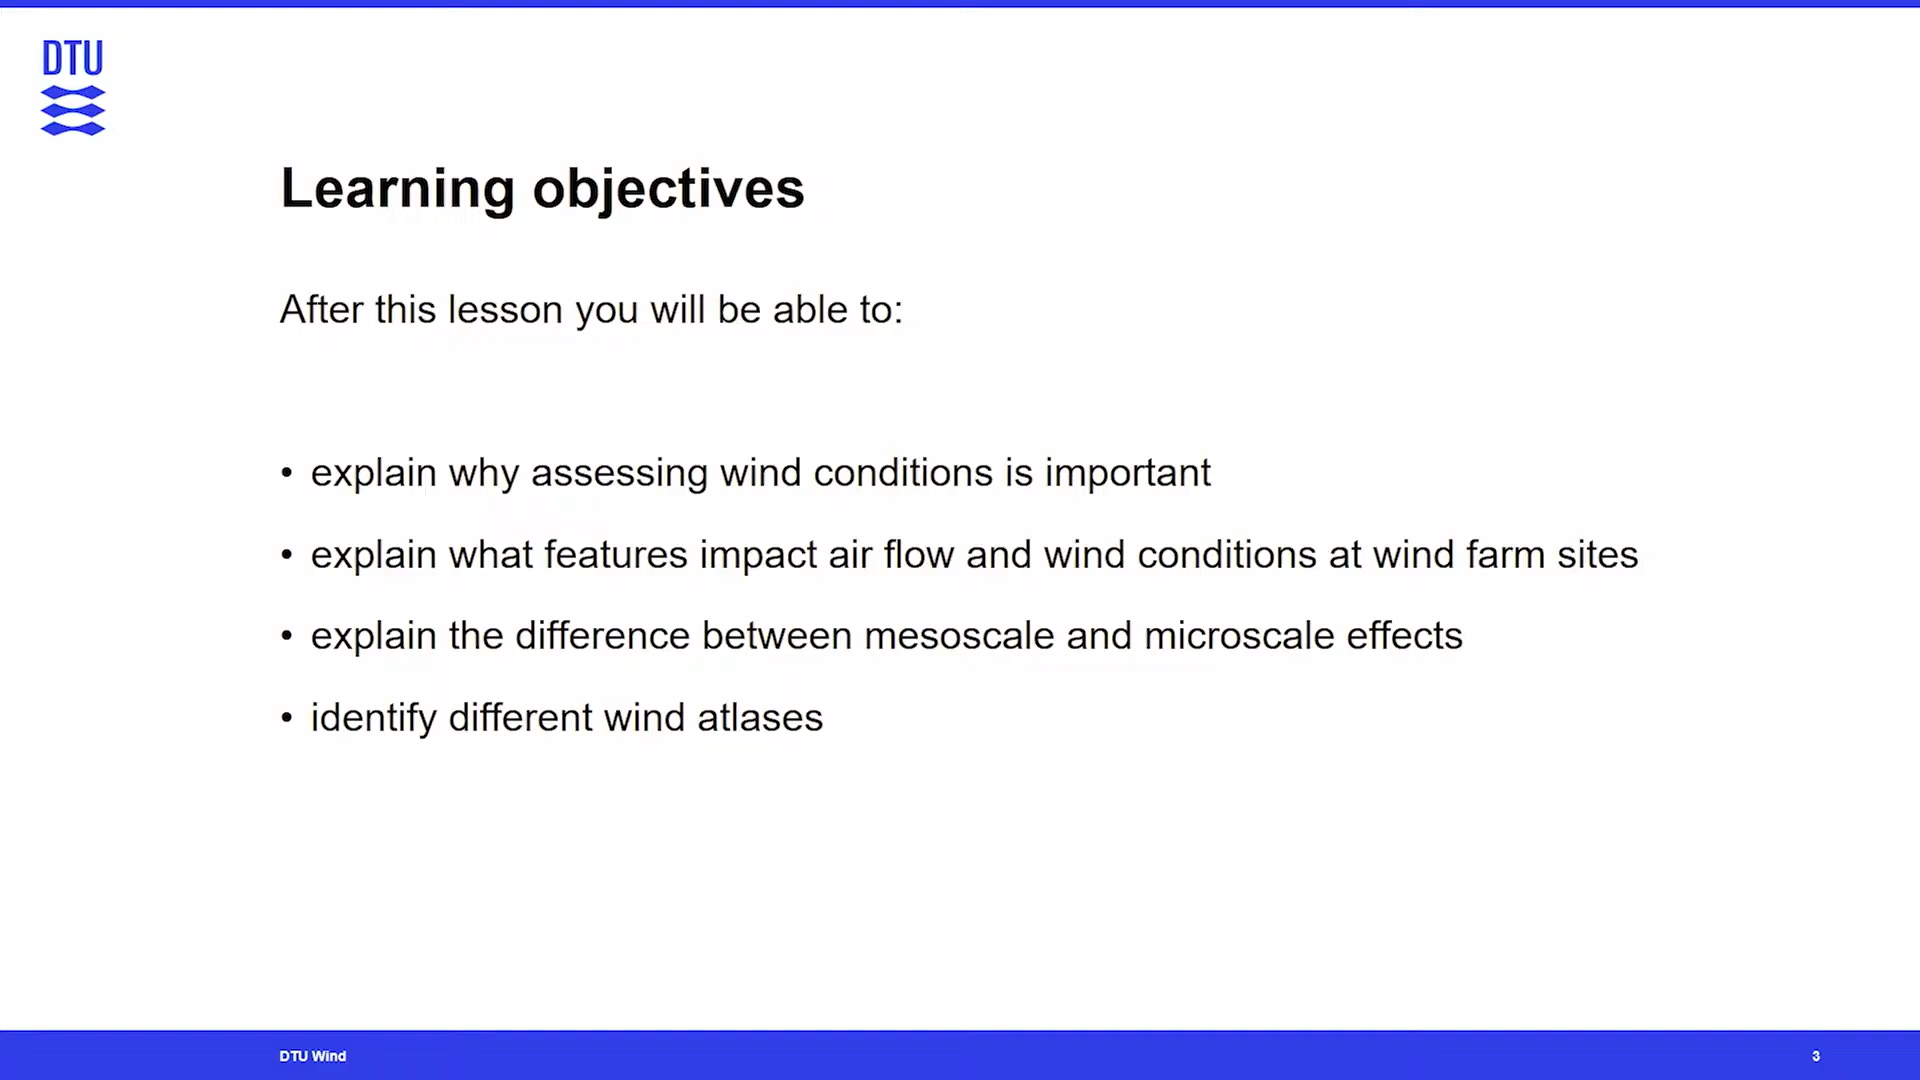 DTU
Learning objectives
After this lesson you will be able to:
• explain why assessing wind conditions is important
• explain what features impact air flow and wind conditions at wind farm sites
• explain the difference between mesoscale and microscale effects
• identify different wind atlases
DTU Wind
3